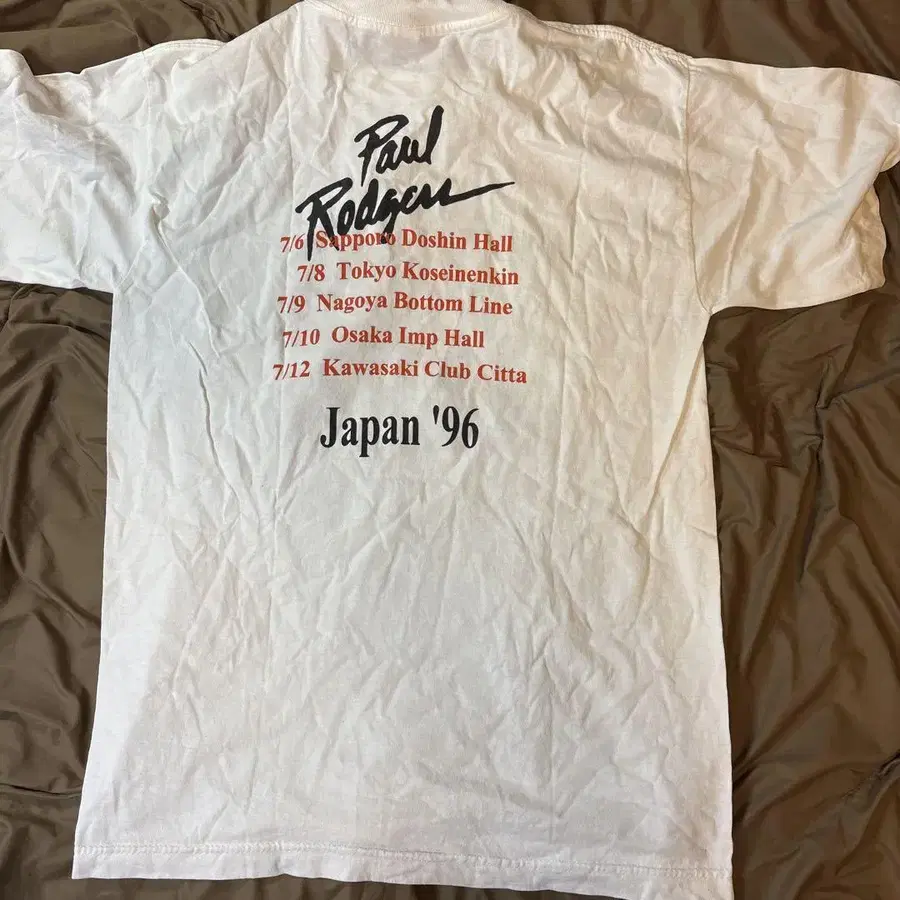 Paul
Rodgers
7/6 Sapporo Doshin Hall
7/8 Tokyo Koseinenkin
7/9 Nagoya Bottom Line
7/10 Osaka Imp Hall
7/12 Kawasaki Club Citta
Japan '96